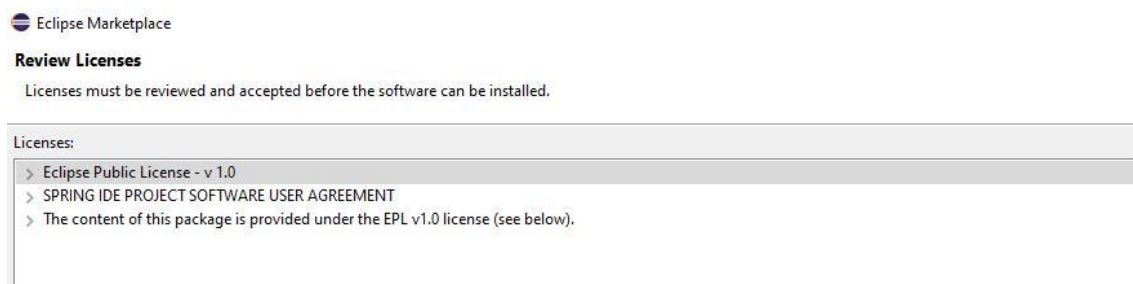 Eclipse Marketplace
Review Licenses
Licenses must be reviewed and accepted before the software can be installed.
Licenses:
Eclipse Public License - v 1.0
SPRING IDE PROJECT SOFTWARE USER AGREEMENT
The content of this package is provided under the EPL v1.0 license (see below).